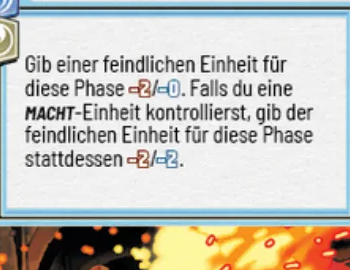 Gib einer feindlichen Einheit für
diese Phase -2/-0. Falls du eine
MACHT-Einheit kontrollierst, gib der
feindlichen Einheit für diese Phase
stattdessen -2/-2.